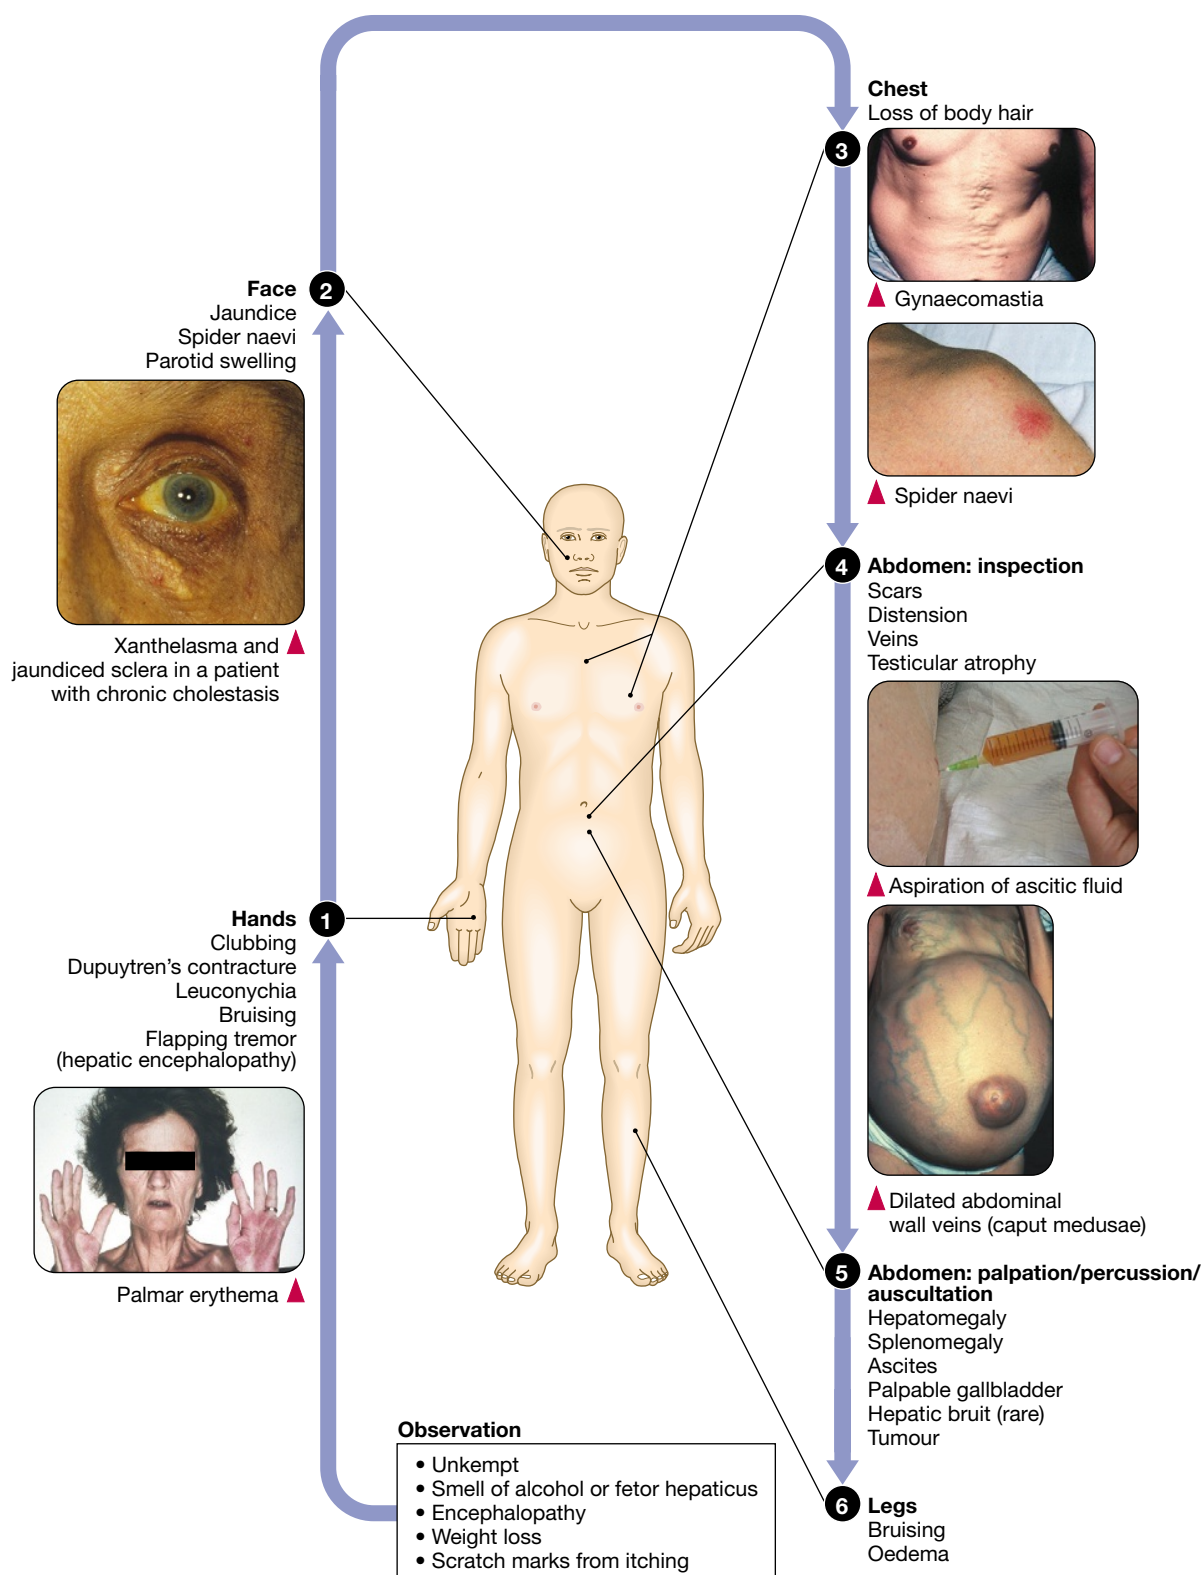 Observation
• Unkempt
• Smell of alcohol or fetor hepaticus
• Encephalopathy
• Weight loss
• Scratch marks from itching
1
Hands
Clubbing
Dupuytren's contracture
Leuconychia
Bruising
Flapping tremor
(hepatic encephalopathy)
Palmar erythema
2
Face
Jaundice
Spider naevi
Parotid swelling
Xanthelasma and
jaundiced sclera in a patient
with chronic cholestasis
3
Chest
Loss of body hair
Gynaecomastia
Spider naevi
4
Abdomen: inspection
Scars
Distension
Veins
Testicular atrophy
Aspiration of ascitic fluid
Dilated abdominal
wall veins (caput medusae)
5
Abdomen: palpation/percussion/
auscultation
Hepatomegaly
Splenomegaly
Ascites
Palpable gallbladder
Hepatic bruit (rare)
Tumour
6
Legs
Bruising
Oedema